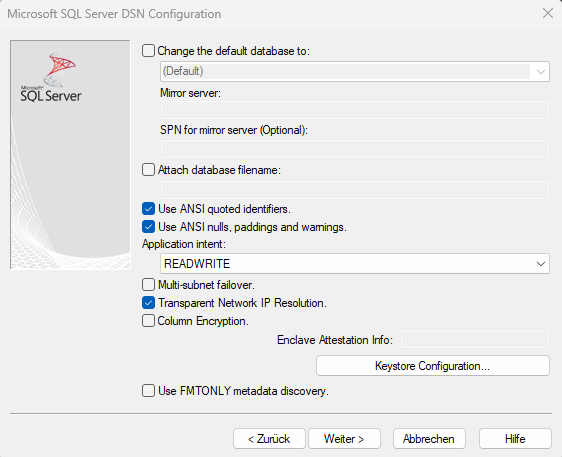 Microsoft SQL Server DSN Configuration
Microsoft
SQL Server
Change the default database to:
(Default)
Mirror server:
SPN for mirror server (Optional):
Attach database filename:
Use ANSI quoted identifiers.
Use ANSI nulls, paddings and warnings.
Application intent:
READWRITE
Multi-subnet failover.
Transparent Network IP Resolution.
Column Encryption.
Enclave Attestation Info:
Keystore Configuration...
Use FMTONLY metadata discovery.
< Zurück
Weiter >
Abbrechen
Hilfe